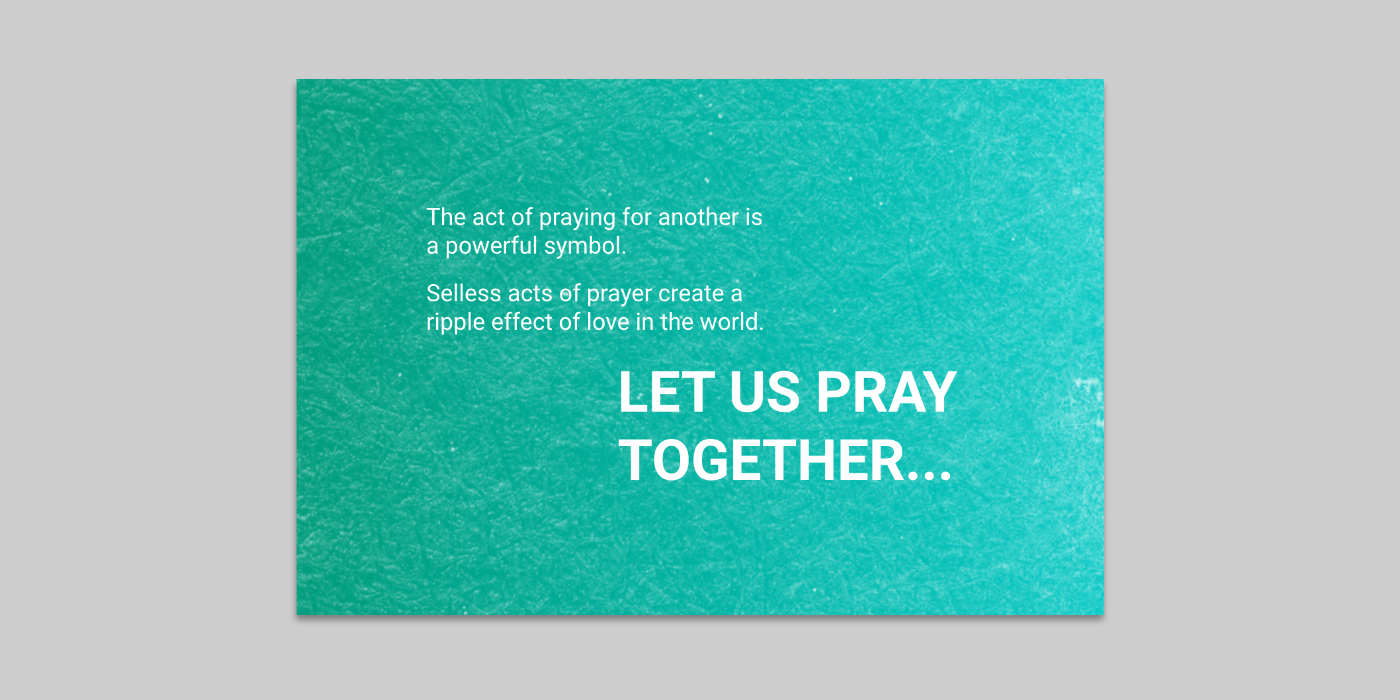 The act of praying for another is
a powerful symbol.
Selless acts of prayer create a
ripple effect of love in the world.
LET US PRAY
TOGETHER...